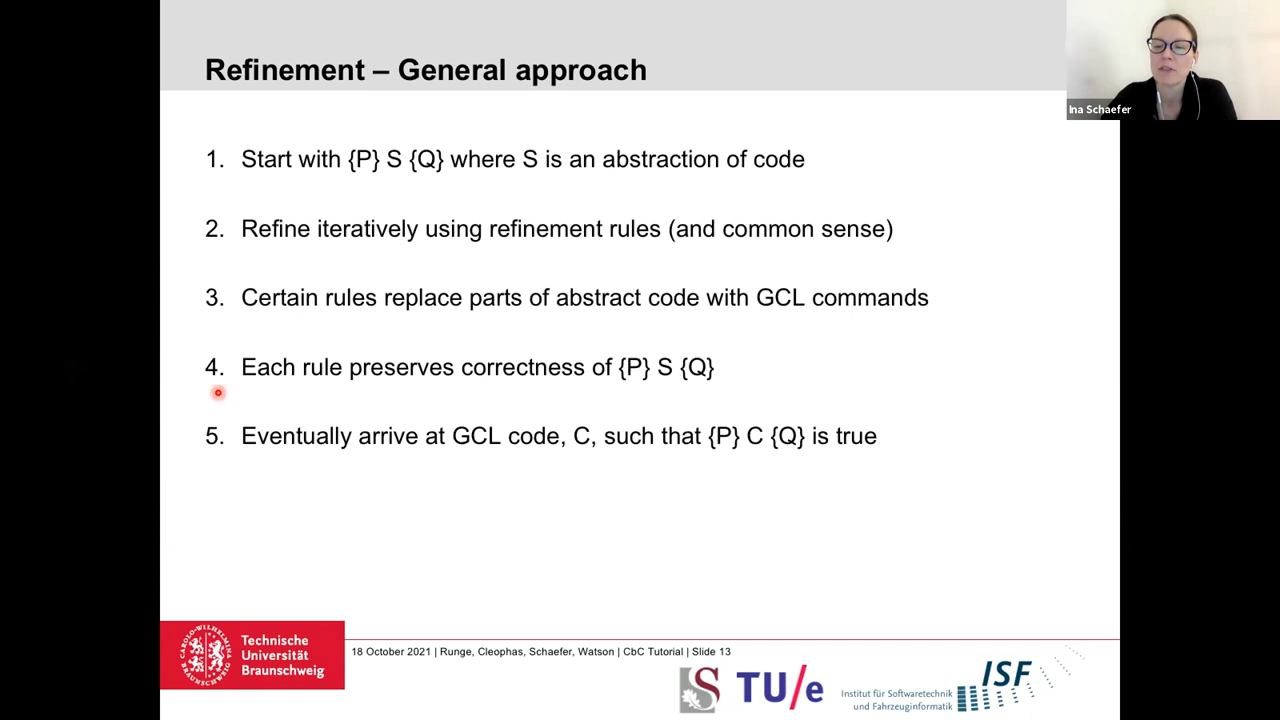 Refinement – General approach
Ina Schaefer
1. Start with {P} S {Q} where S is an abstraction of code
2. Refine iteratively using refinement rules (and common sense)
3. Certain rules replace parts of abstract code with GCL commands
4. Each rule preserves correctness of {P} S {Q}
5. Eventually arrive at GCL code, C, such that {P} C {Q} is true
Technische
Universität
Braunschweig
18 October 2021 | Runge, Cleophas, Schaefer, Watson | CbC Tutorial | Slide 13
TU/e
Institut für Softwaretechnik
und Fahrzeuginformatik
ISF